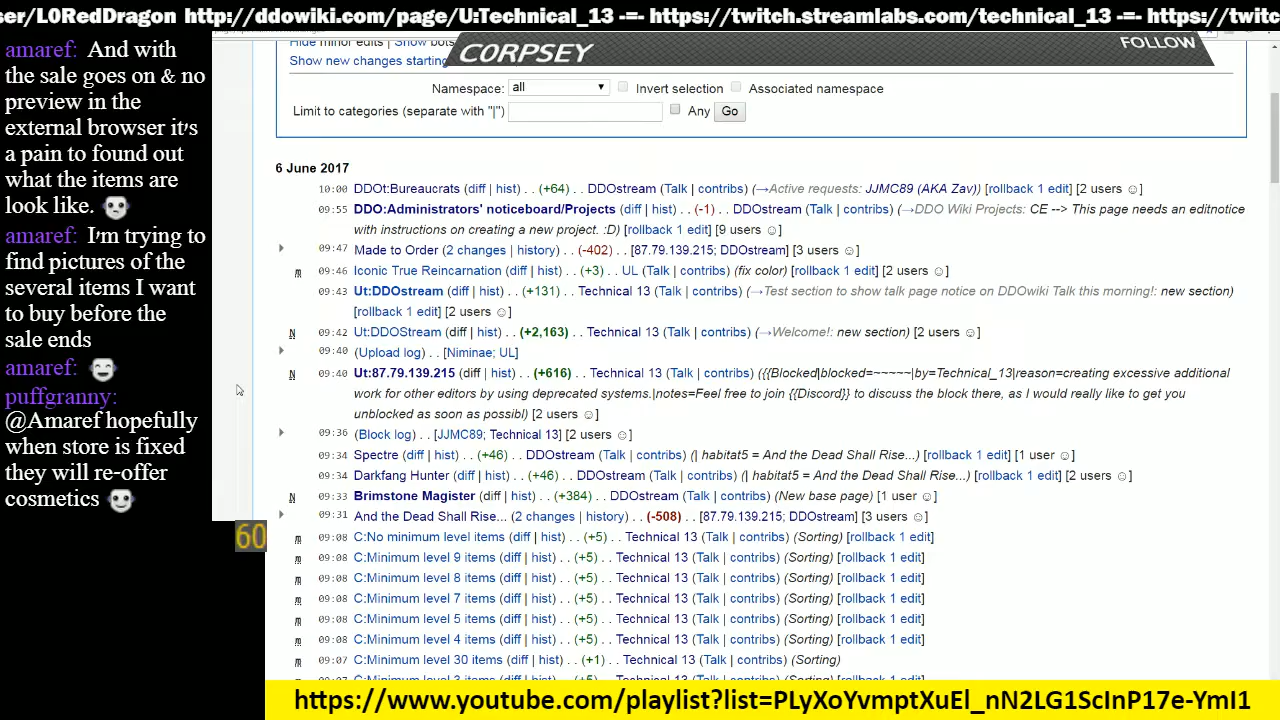 ser/L0RedDragon http://ddowiki.com/page/U:Technical_13 -=- https://twitch.streamlabs.com/technical_13 -=- https://twitc
amaref: And with
the sale goes on & no
preview in the
external browser it's
a pain to found out
what the items are
look like.
amaref: I'm trying to
find pictures of the
several items I want
to buy before the
sale ends
amaref:
puffgranny:
@Amaref hopefully
when store is fixed
they will re-offer
cosmetics
60
Hide minor edits | Show bots
Show new changes starting
CORPSEY
FOLLOW
Namespace: all Invert selection Associated namespace
Limit to categories (separate with "|") Any Go
6 June 2017
10:00 DDOt:Bureaucrats (diff | hist) . . (+64) . . DDOstream (Talk | contribs) (→Active requests: JJMC89 (AKA Zav)) [rollback 1 edit] [2 users ☺]
09:55 DDO:Administrators' noticeboard/Projects (diff | hist) . . (-1) . . DDOstream (Talk | contribs) (→DDO Wiki Projects: CE --> This page needs an editnotice
with instructions on creating a new project. :D) [rollback 1 edit] [9 users ☺]
09:47 Made to Order (2 changes | history) . . (-402) . . [87.79.139.215; DDOstream] [3 users ☺]
m 09:46 Iconic True Reincarnation (diff | hist) . . (+3) . . UL (Talk | contribs) (fix color) [rollback 1 edit] [2 users ☺]
09:43 Ut:DDOstream (diff | hist) . . (+131) . . Technical 13 (Talk | contribs) (→Test section to show talk page notice on DDOwiki Talk this morning!: new section)
[rollback 1 edit] [2 users ☺]
N 09:42 Ut:DDOStream (diff | hist) . . (+2,163) . . Technical 13 (Talk | contribs) (→Welcome!: new section) [2 users ☺]
09:40 (Upload log) . . [Niminae; UL]
N 09:40 Ut:87.79.139.215 (diff | hist) . . (+616) . . Technical 13 (Talk | contribs) ({{Blocked|blocked=~~~~~|by=Technical_13|reason=creating excessive additional
work for other editors by using deprecated systems.|notes=Feel free to join {{Discord}} to discuss the block there, as I would really like to get you
unblocked as soon as possibl) [2 users ☺]
09:36 (Block log) . . [JJMC89; Technical 13] [2 users ☺]
09:34 Spectre (diff | hist) . . (+46) . . DDOstream (Talk | contribs) (| habitat5 = And the Dead Shall Rise...) [rollback 1 edit] [1 user ☺]
09:34 Darkfang Hunter (diff | hist) . . (+46) . . DDOstream (Talk | contribs) (| habitat5 = And the Dead Shall Rise...) [rollback 1 edit] [2 users ☺]
N 09:33 Brimstone Magister (diff | hist) . . (+384) . . DDOstream (Talk | contribs) (New base page) [1 user ☺]
09:31 And the Dead Shall Rise... (2 changes | history) . . (-508) . . [87.79.139.215; DDOstream] [3 users ☺]
m 09:08 C:No minimum level items (diff | hist) . . (+5) . . Technical 13 (Talk | contribs) (Sorting) [rollback 1 edit]
m 09:08 C:Minimum level 9 items (diff | hist) . . (+5) . . Technical 13 (Talk | contribs) (Sorting) [rollback 1 edit]
m 09:08 C:Minimum level 8 items (diff | hist) . . (+5) . . Technical 13 (Talk | contribs) (Sorting) [rollback 1 edit]
m 09:08 C:Minimum level 7 items (diff | hist) . . (+5) . . Technical 13 (Talk | contribs) (Sorting) [rollback 1 edit]
m 09:08 C:Minimum level 5 items (diff | hist) . . (+5) . . Technical 13 (Talk | contribs) (Sorting) [rollback 1 edit]
m 09:08 C:Minimum level 4 items (diff | hist) . . (+5) . . Technical 13 (Talk | contribs) (Sorting) [rollback 1 edit]
m 09:07 C:Minimum level 30 items (diff | hist) . . (+1) . . Technical 13 (Talk | contribs) (Sorting)
https://www.youtube.com/playlist?list=PLyXoYvmptXuEl_nN2LG1ScInP17e-YmI1